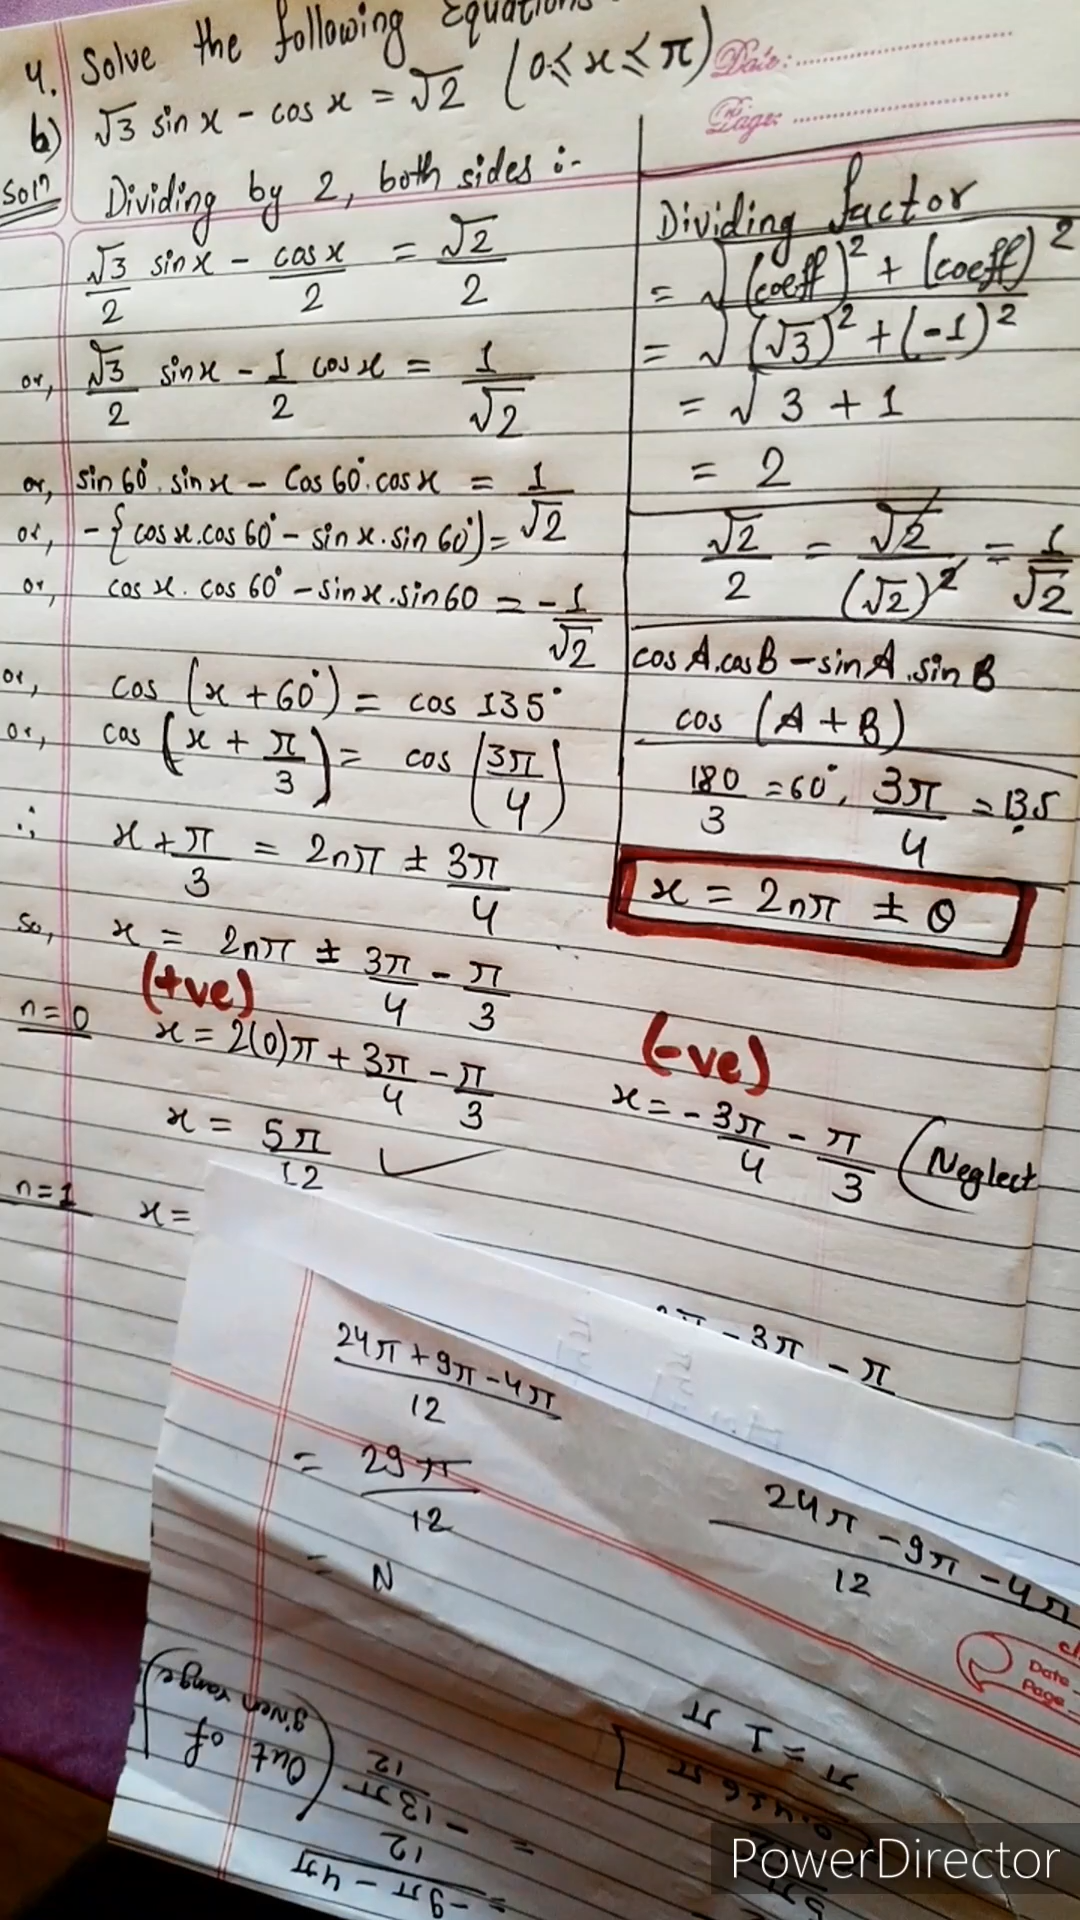 4. Solve the following Equations
b) √3 sin x - cos x = √2 (0 ≤ x ≤ π)
Date:
Page:
Solⁿ Dividing by 2, both sides :-
√3/2 sin x - cos x/2 = √2/2
or, √3/2 sin x - 1/2 cos x = 1/√2
or, sin 60°. sin x - Cos 60°. cos x = 1/√2
or, -{cos x. cos 60° - sin x. sin 60°) = 1/√2
or, cos x. cos 60° - sin x. sin 60 = -1/√2
or, cos (x + 60°) = cos 135°
or, cos (x + π/3) = cos (3π/4)
∴ x + π/3 = 2nπ ± 3π/4
so, x = 2nπ ± 3π/4 - π/3
(+ve)
n=0 x = 2(0)π + 3π/4 - π/3
x = 5π/12 ✓
n=1 x =
Dividing factor
= √(coeff)² + (coeff)²
= √(√3)² + (-1)²
= √3 + 1
= 2
√2/2 = √2/(√2)² = 1/√2
cos A. cos B - sin A. sin B
cos (A + B)
180/3 = 60°, 3π/4 = 135
x = 2nπ ± θ
(-ve)
x = - 3π/4 - π/3 (Neglect
- 3π - π
24π + 9π - 4π/12
= 29π/12
= N
24π - 9π - 4π/12
= -9π - 4π/12
= -13π/12 (Out of given range)
π = 1 π
Date
Page
PowerDirector